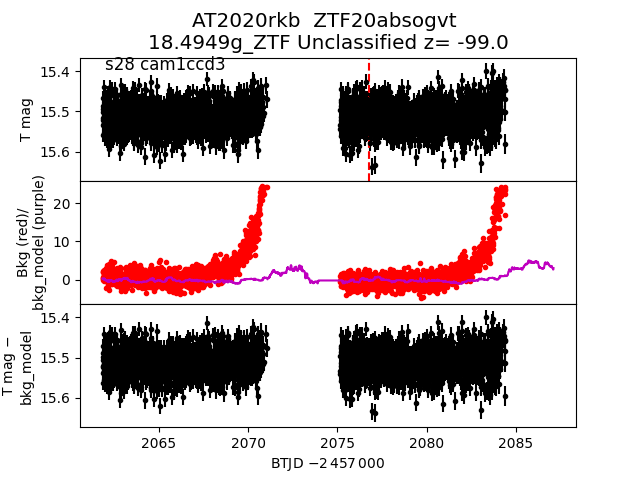 AT2020rkb  ZTF20absogvt
18.4949g_ZTF Unclassified z= -99.0
s28 cam1ccd3
15.4
15.5
15.6
T mag
20
10
0
Bkg (red)/
bkg_model (purple)
15.4
15.5
15.6
T mag −
bkg_model
2065
2070
2075
2080
2085
BTJD −2 457 000